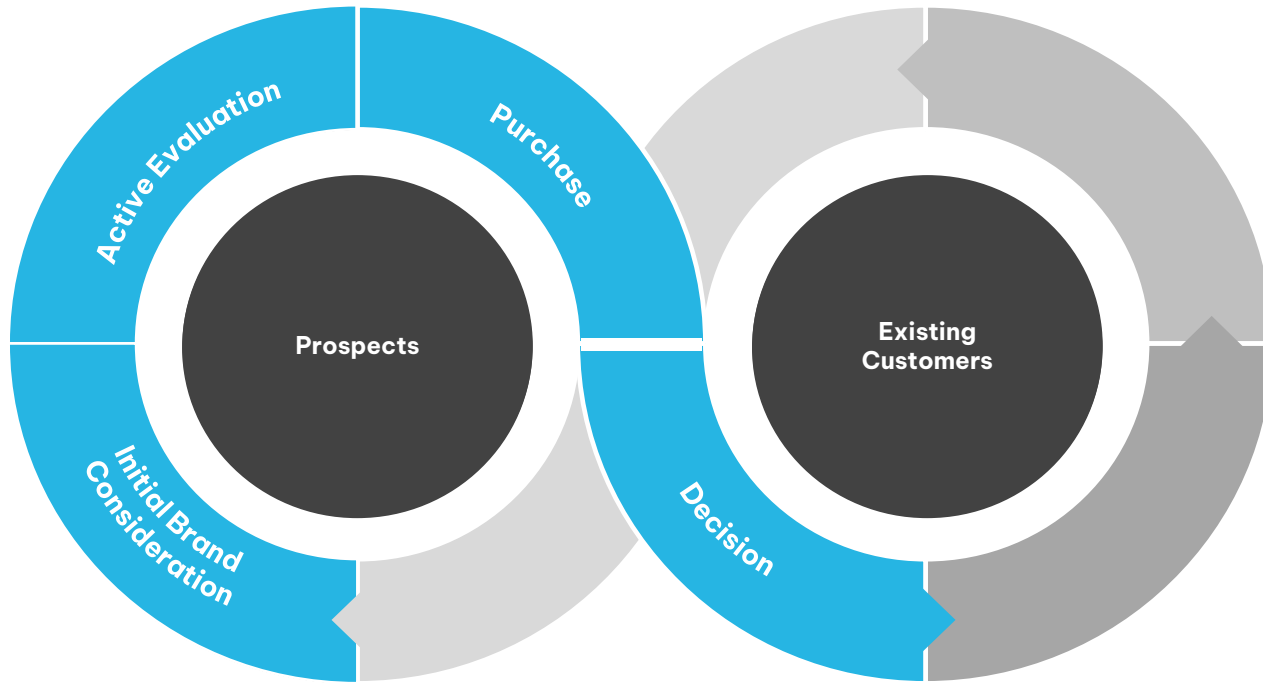 Active Evaluation
Purchase
Prospects
Existing
Customers
Initial Brand
Consideration
Decision